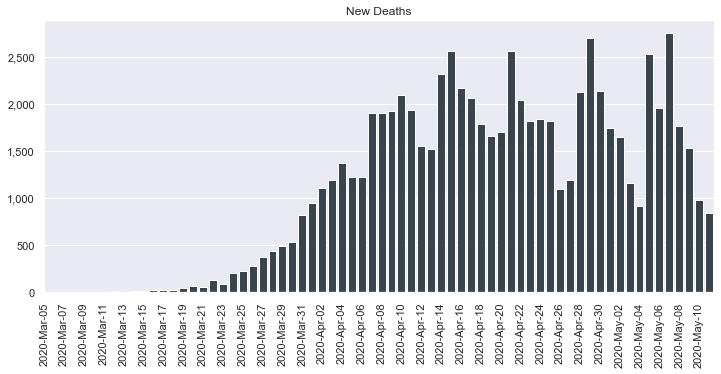 New Deaths
2,500
2,000
1,500
1,000
500
0
2020-Mar-05
2020-Mar-07
2020-Mar-09
2020-Mar-11
2020-Mar-13
2020-Mar-15
2020-Mar-17
2020-Mar-19
2020-Mar-21
2020-Mar-23
2020-Mar-25
2020-Mar-27
2020-Mar-29
2020-Mar-31
2020-Apr-02
2020-Apr-04
2020-Apr-06
2020-Apr-08
2020-Apr-10
2020-Apr-12
2020-Apr-14
2020-Apr-16
2020-Apr-18
2020-Apr-20
2020-Apr-22
2020-Apr-24
2020-Apr-26
2020-Apr-28
2020-Apr-30
2020-May-02
2020-May-04
2020-May-06
2020-May-08
2020-May-10